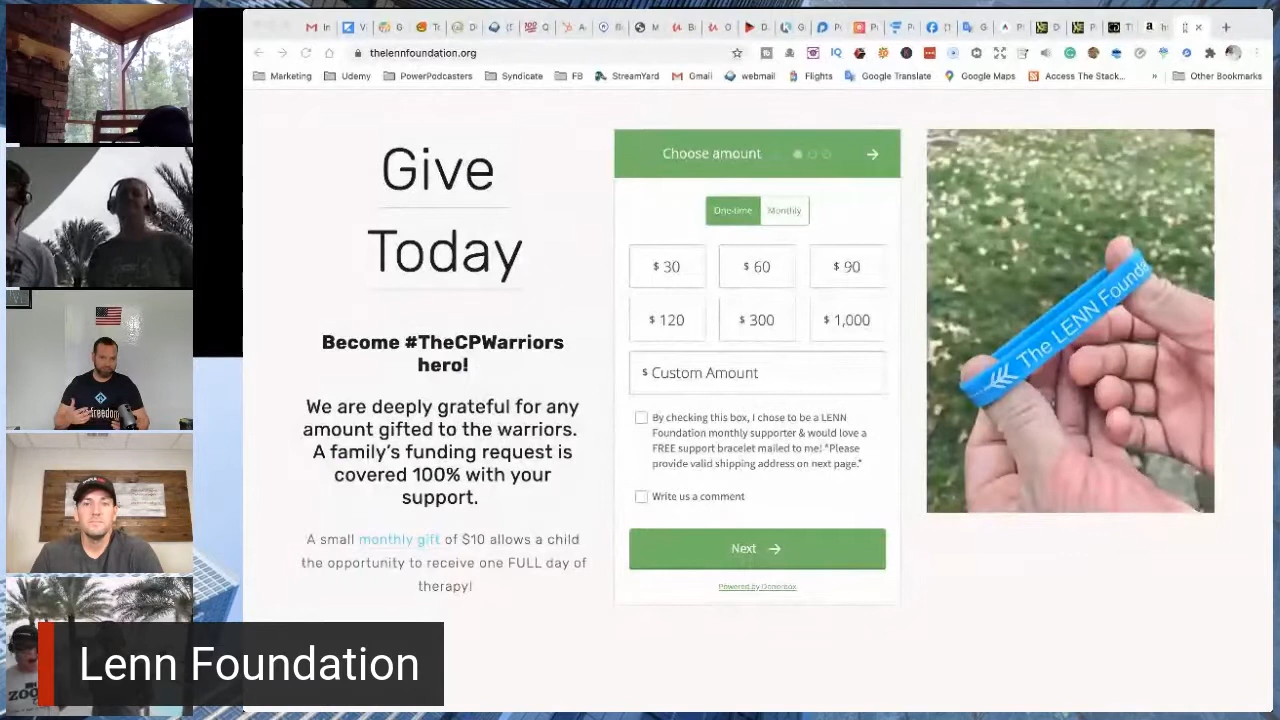 thelennfoundation.org
Marketing
Udemy
PowerPodcasters
Syndicate
FB
StreamYard
Gmail
webmail
Flights
Google Translate
Google Maps
Access The Stack...
»
Other Bookmarks
Give
Today
Become #TheCPWarriors
hero!
We are deeply grateful for any
amount gifted to the warriors.
A family's funding request is
covered 100% with your
support.
A small monthly gift of $10 allows a child
the opportunity to receive one FULL day of
therapy!
Choose amount
One-time
Monthly
$ 30
$ 60
$ 90
$ 120
$ 300
$ 1,000
$ Custom Amount
By checking this box, I chose to be a LENN
Foundation monthly supporter & would love a
FREE support bracelet mailed to me! *Please
provide valid shipping address on next page.*
Write us a comment
Next
Powered by Donorbox
The LENN Founda
freedom
Lenn Foundation